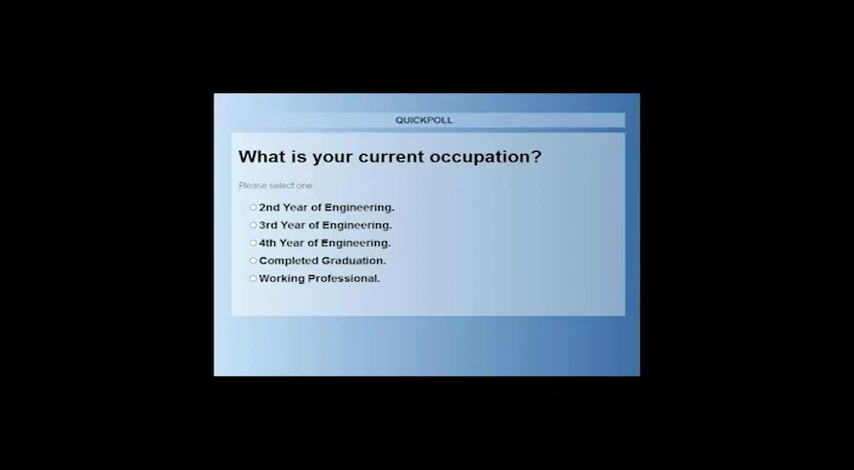 QUICKPOLL
What is your current occupation?
Please select one.
2nd Year of Engineering.
3rd Year of Engineering.
4th Year of Engineering.
Completed Graduation.
Working Professional.